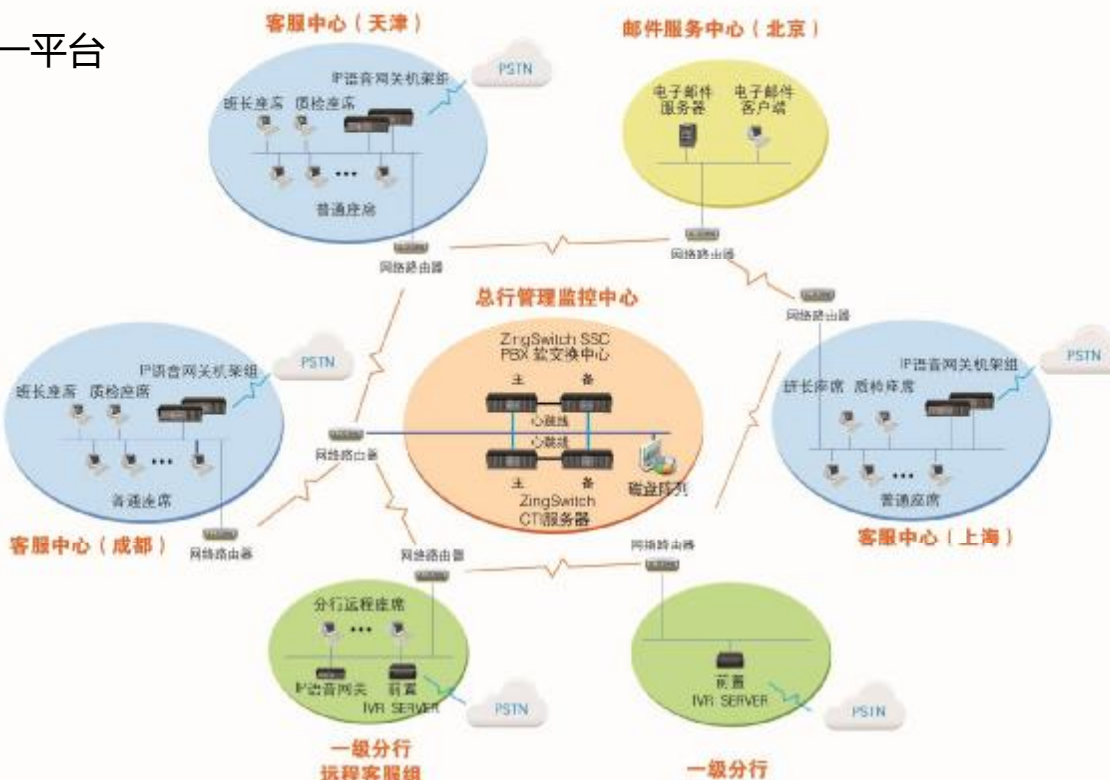 一平台
客服中心（天津）
邮件服务中心（北京）
IP语音网关机架组
PSTN
班长座席 质检座席
普通座席
电子邮件
服务器
电子邮件
客户端
网络路由器
网络路由器
总行管理监控中心
网络路由器
ZingSwitch SSC
PBX 软交换中心
主 备
心跳线
心跳线
主 备
ZingSwitch
CTI服务器
磁盘阵列
IP语音网关机架组
PSTN
班长座席 质检座席
普通座席
客服中心（成都）
网络路由器
网络路由器
IP语音网关机架组
PSTN
班长座席 质检座席
普通座席
客服中心（上海）
网络路由器
网络路由器
分行远程座席
IP语音网关
前置
IVR SERVER
PSTN
一级分行
远程客服组
前置
IVR SERVER
PSTN
一级分行